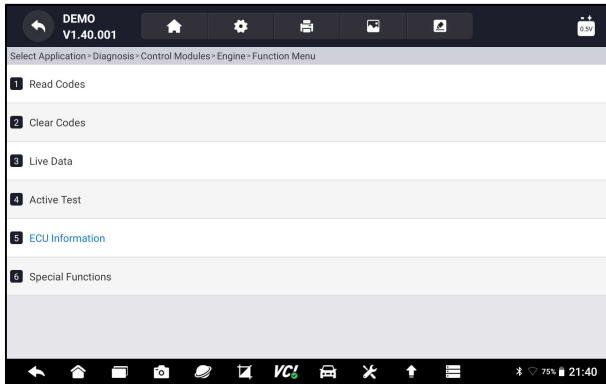 DEMO
V1.40.001
- +
0.5V
Select Application > Diagnosis > Control Modules > Engine > Function Menu
1 Read Codes
2 Clear Codes
3 Live Data
4 Active Test
5 ECU Information
6 Special Functions
VC! 75% 21:40